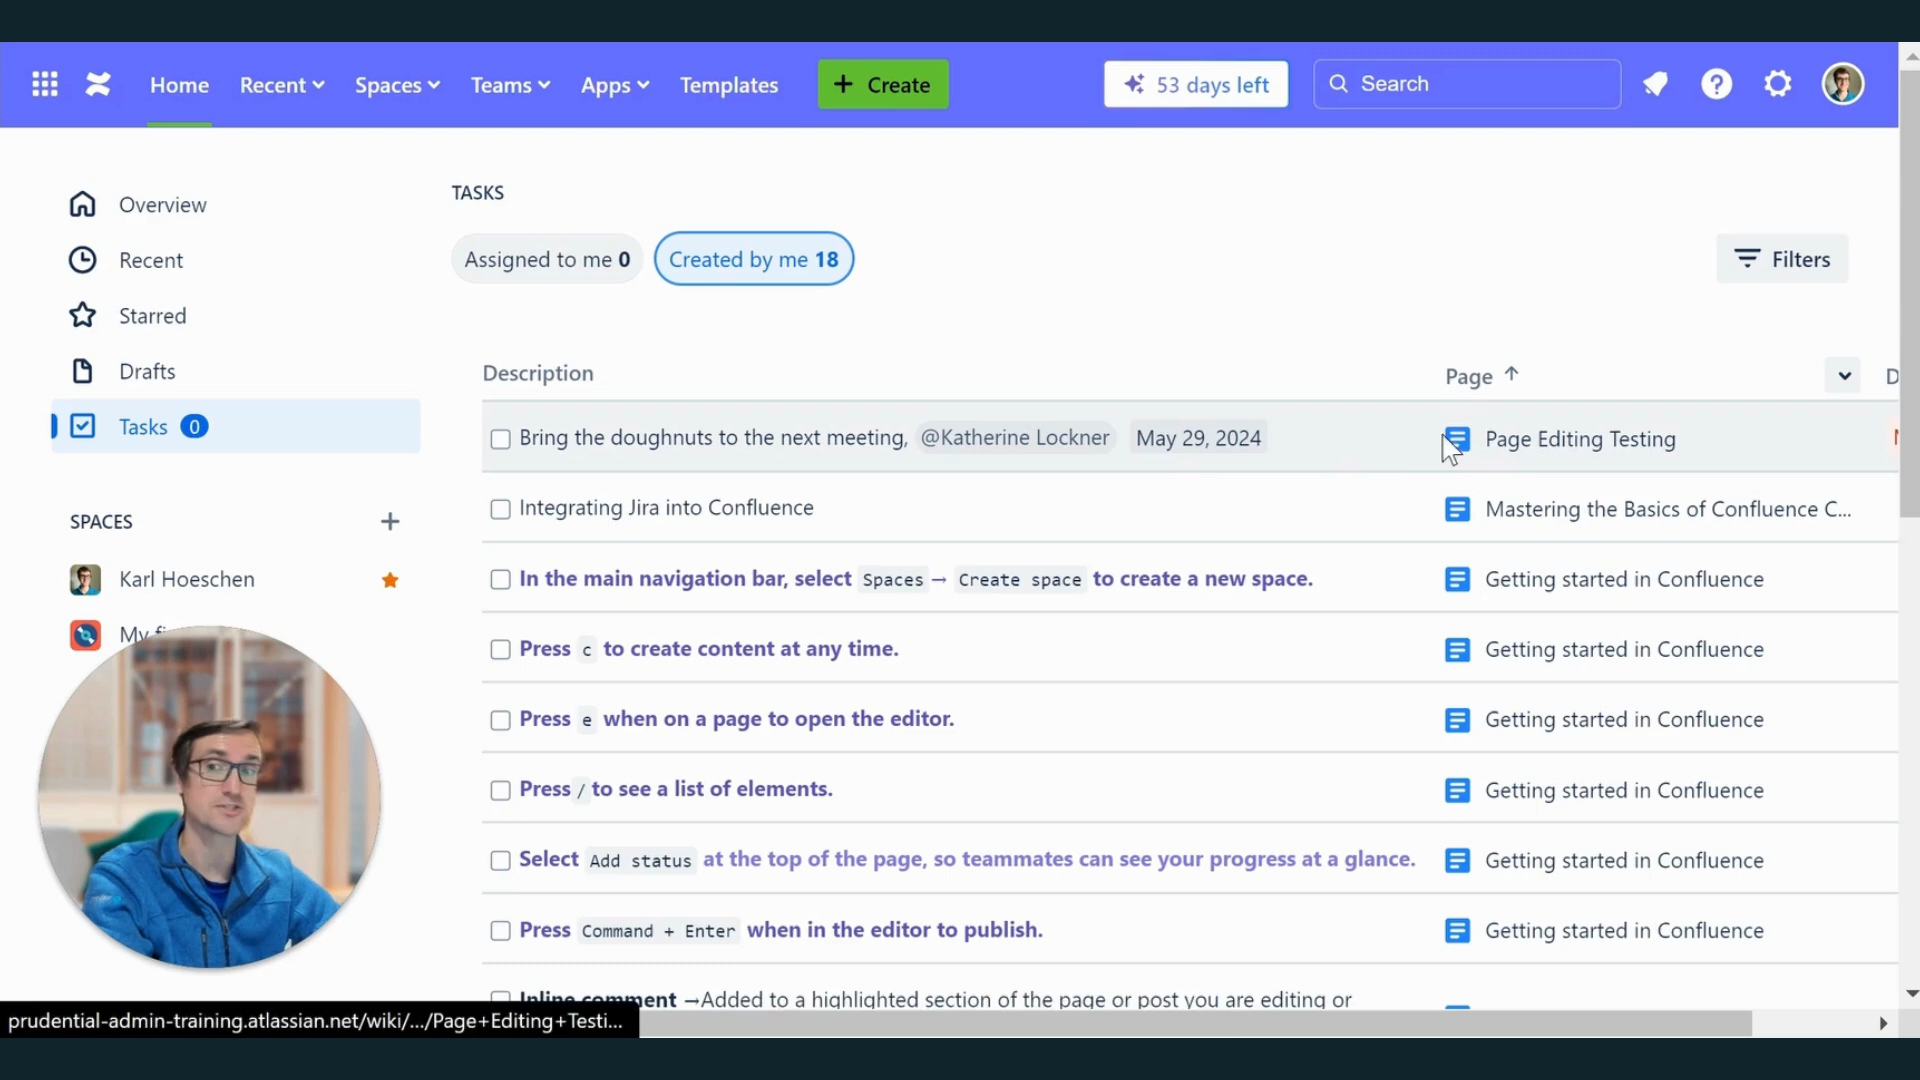 Home Recent Spaces Teams Apps Templates + Create 53 days left Search
Overview
Recent
Starred
Drafts
Tasks 0
SPACES +
Karl Hoeschen
My
TASKS
Assigned to me 0 Created by me 18 Filters
Description Page ↑ D
Bring the doughnuts to the next meeting, @Katherine Lockner May 29, 2024 Page Editing Testing
Integrating Jira into Confluence Mastering the Basics of Confluence C...
In the main navigation bar, select Spaces → Create space to create a new space. Getting started in Confluence
Press c to create content at any time. Getting started in Confluence
Press e when on a page to open the editor. Getting started in Confluence
Press / to see a list of elements. Getting started in Confluence
Select Add status at the top of the page, so teammates can see your progress at a glance. Getting started in Confluence
Press Command + Enter when in the editor to publish. Getting started in Confluence
Inline comment →Added to a highlighted section of the page or post you are editing or
prudential-admin-training.atlassian.net/wiki/.../Page+Editing+Testi...